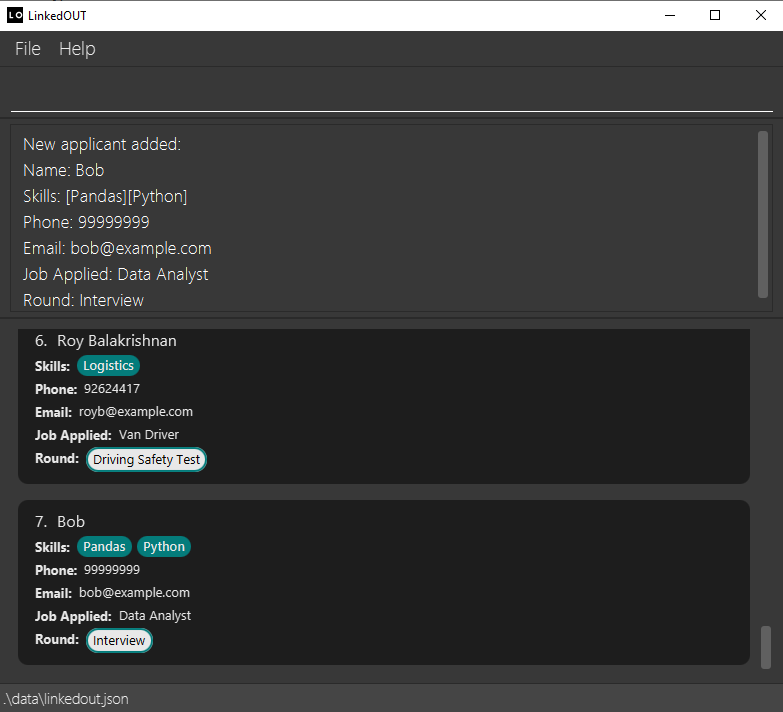 LO LinkedOUT
File Help
New applicant added:
Name: Bob
Skills: [Pandas][Python]
Phone: 99999999
Email: bob@example.com
Job Applied: Data Analyst
Round: Interview
6. Roy Balakrishnan
Skills: Logistics
Phone: 92624417
Email: royb@example.com
Job Applied: Van Driver
Round: Driving Safety Test
7. Bob
Skills: Pandas Python
Phone: 99999999
Email: bob@example.com
Job Applied: Data Analyst
Round: Interview
.\data\linkedout.json